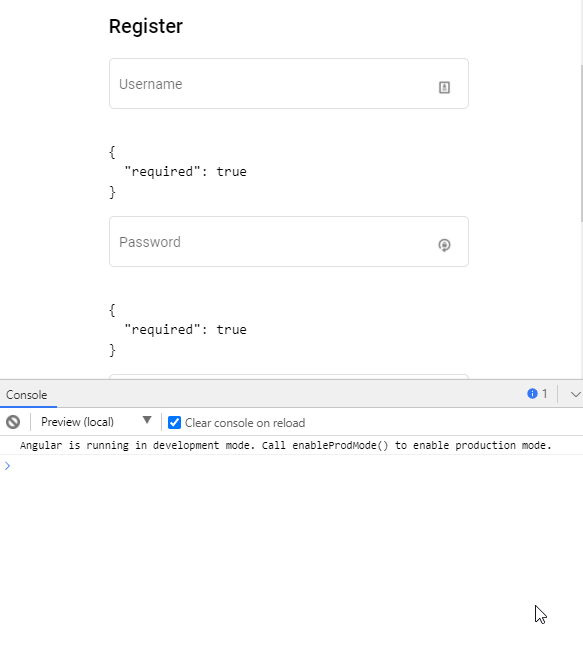 Register
Username
{
"required": true
}
Password
{
"required": true
}
Console
1
Preview (local)
Clear console on reload
Angular is running in development mode. Call enableProdMode() to enable production mode.